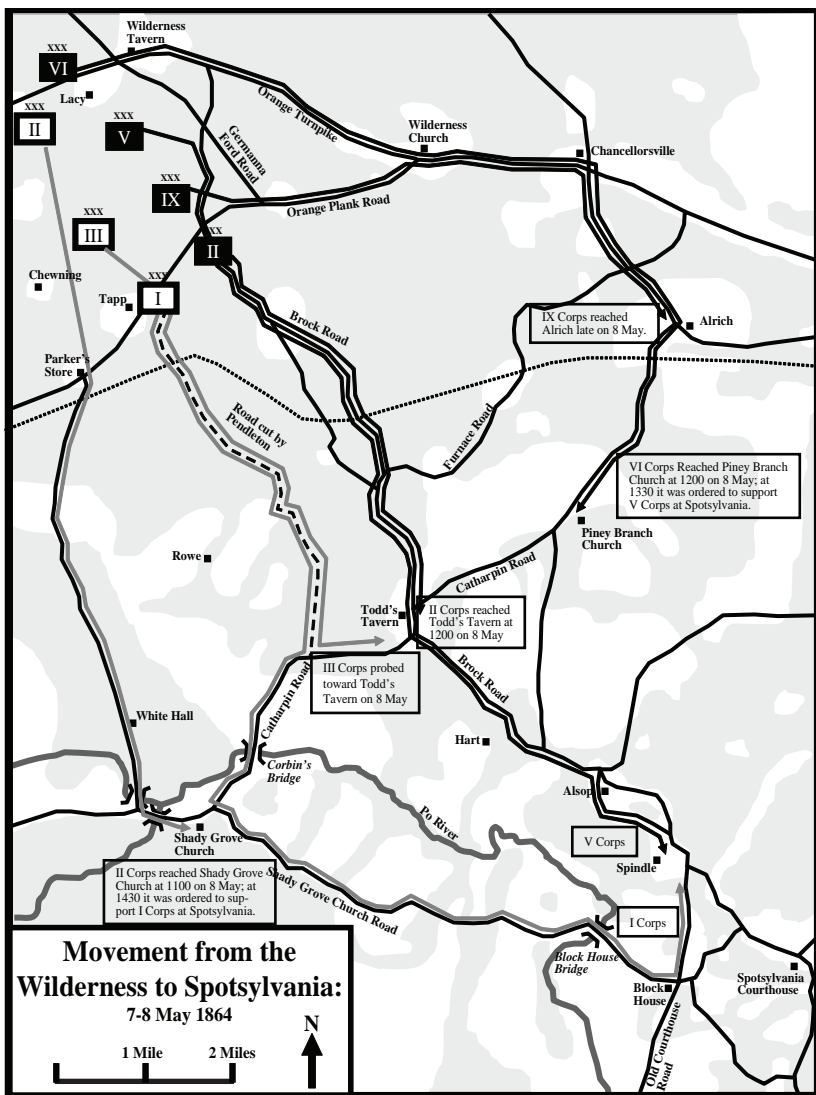 Wilderness
Tavern
xxx
VI
Lacy
xxx
II
xxx
V
Orange Turnpike
Germanna
Ford Road
Wilderness
Church
Chancellorsville
xxx
IX
Orange Plank Road
xxx
III
xx
II
xxx
I
Chewning
Tapp
Brock Road
IX Corps reached
Alrich late on 8 May.
Alrich
Parker's
Store
Road cut by
Pendleton
Furnace Road
VI Corps Reached Piney Branch
Church at 1200 on 8 May; at
1330 it was ordered to support
V Corps at Spotsylvania.
Piney Branch
Church
Rowe
Catharpin Road
Todd's
Tavern
II Corps reached
Todd's Tavern at
1200 on 8 May
III Corps probed
toward Todd's
Tavern on 8 May
Brock Road
Catharpin Road
White Hall
Hart
Corbin's
Bridge
Alsop
Po River
Shady Grove
Church
V Corps
Spindle
II Corps reached Shady Grove
Church at 1100 on 8 May; at
1430 it was ordered to sup-
port I Corps at Spotsylvania.
Shady Grove Church Road
I Corps
Block House
Bridge
Block
House
Spotsylvania
Courthouse
Old Courthouse
Road
Movement from the
Wilderness to Spotsylvania:
7-8 May 1864
N
1 Mile
2 Miles